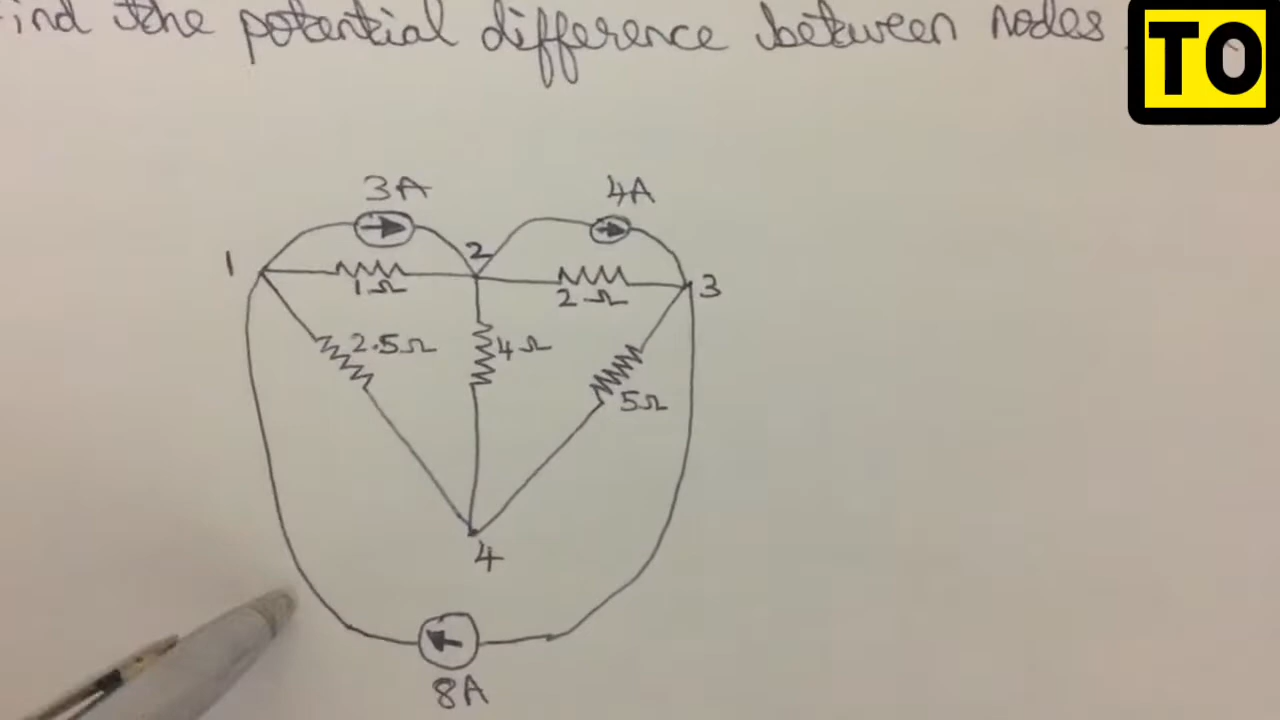 ind the potential difference between nodes
TO
3A
4A
1
2
3
1Ω
2Ω
2.5Ω
4Ω
5Ω
4
8A